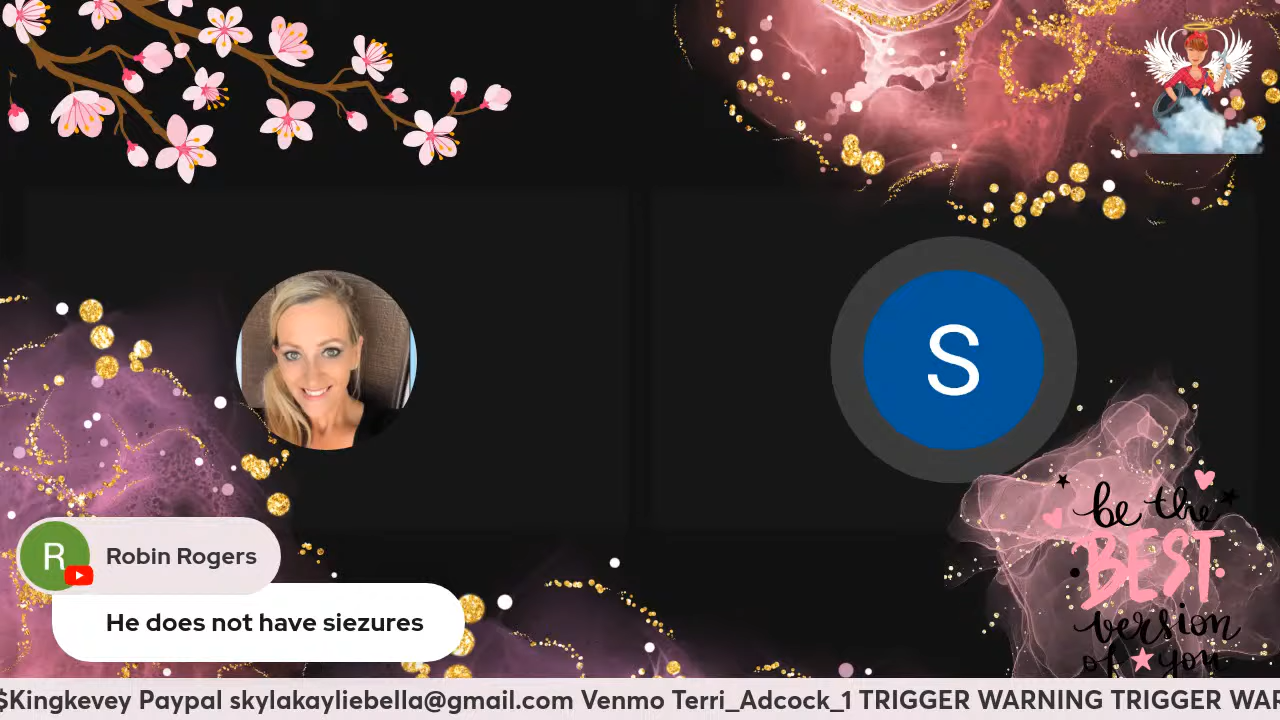 S
be the
BEST
version
of you
R
Robin Rogers
He does not have siezures
$Kingkevey Paypal skylakayliebella@gmail.com Venmo Terri_Adcock_1 TRIGGER WARNING TRIGGER WAR